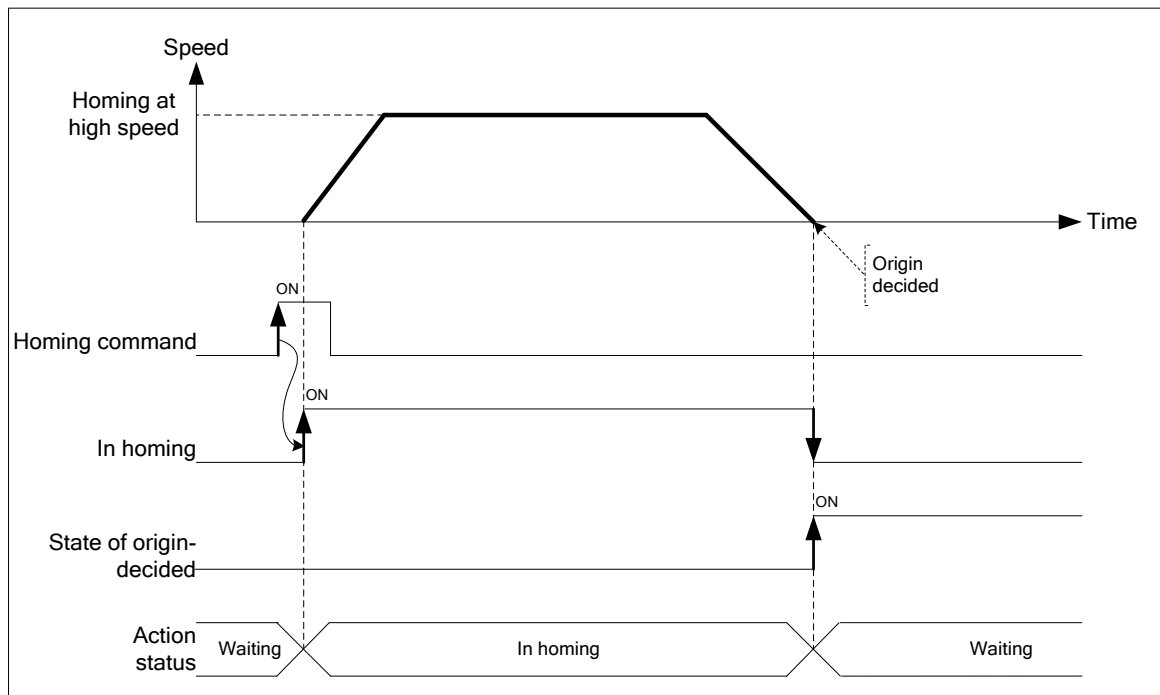 Speed
Homing at
high speed
Time
Origin
decided
ON
Homing command
ON
In homing
ON
State of origin-
decided
Action
status
Waiting
In homing
Waiting